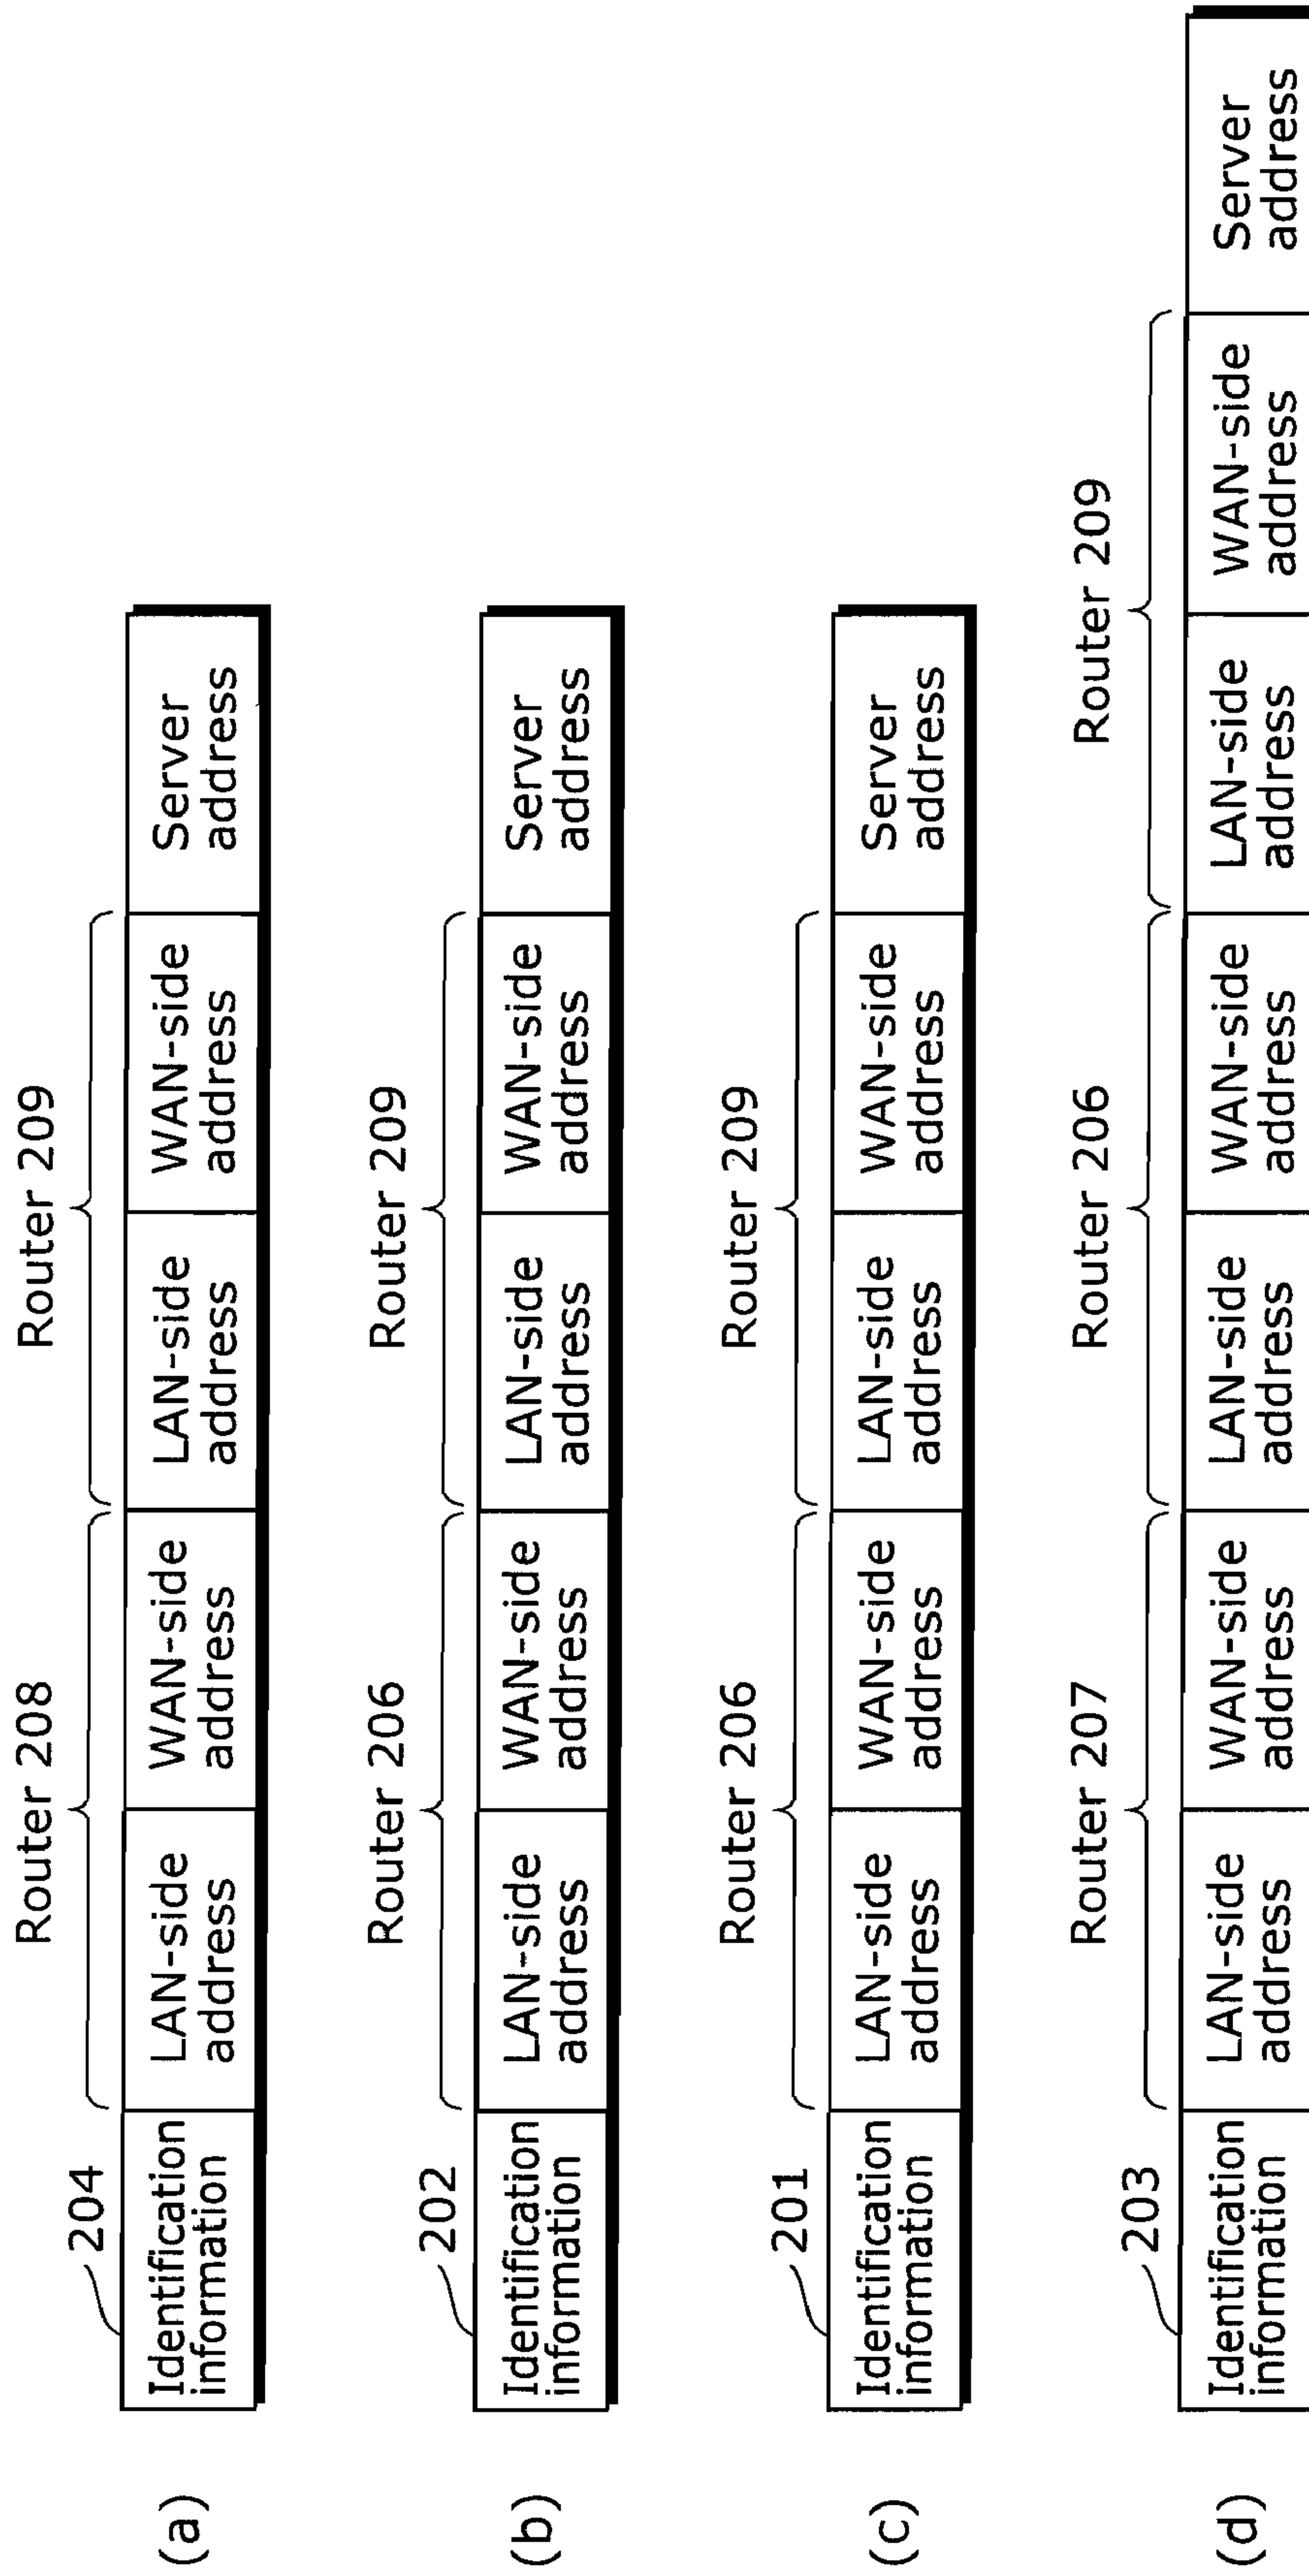 Router 208
Router 209
204
(a)
Identification
information
LAN-side
address
WAN-side
address
LAN-side
address
WAN-side
address
Server
address
Router 206
Router 209
202
(b)
Identification
information
LAN-side
address
WAN-side
address
LAN-side
address
WAN-side
address
Server
address
Router 206
Router 209
201
(c)
Identification
information
LAN-side
address
WAN-side
address
LAN-side
address
WAN-side
address
Server
address
Router 207
Router 206
Router 209
203
(d)
Identification
information
LAN-side
address
WAN-side
address
LAN-side
address
WAN-side
address
LAN-side
address
WAN-side
address
Server
address